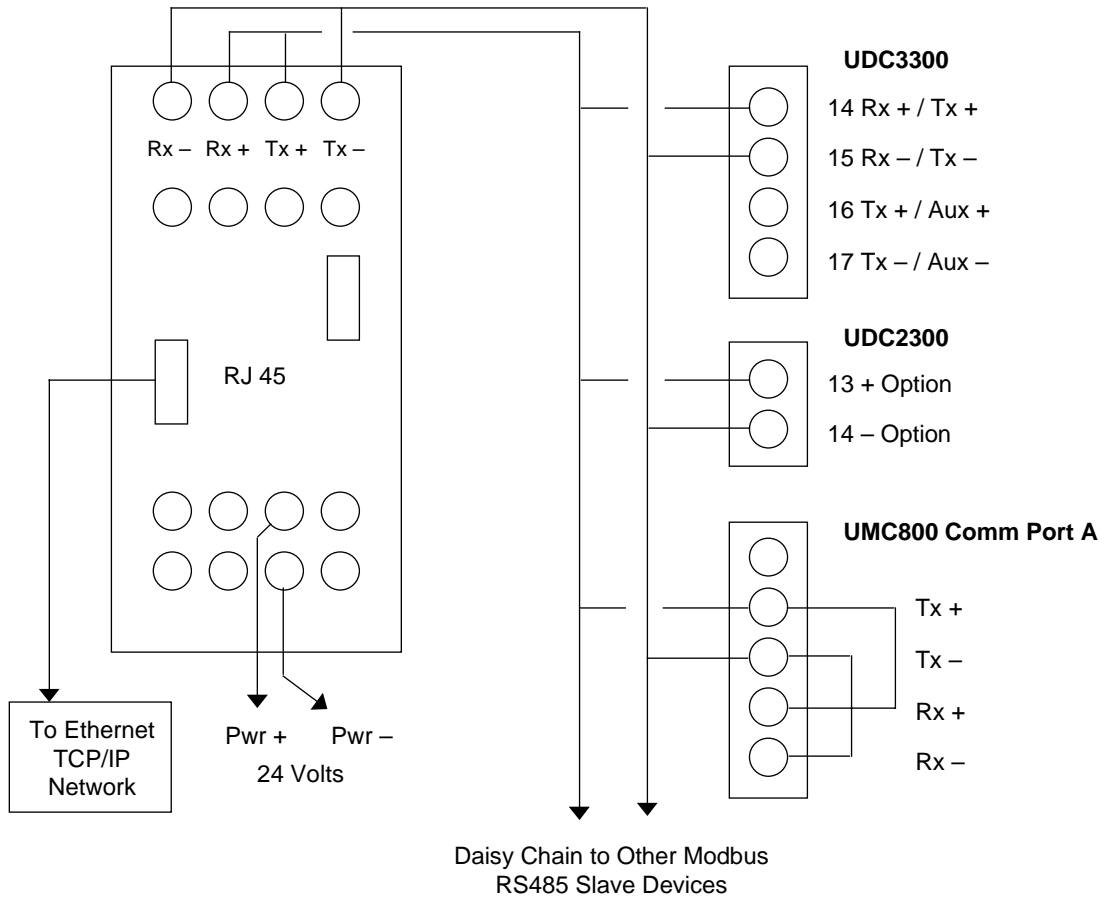 Rx – Rx + Tx + Tx –
RJ 45
To Ethernet
TCP/IP
Network
Pwr + Pwr –
24 Volts
UDC3300
14 Rx + / Tx +
15 Rx – / Tx –
16 Tx + / Aux +
17 Tx – / Aux –
UDC2300
13 + Option
14 – Option
UMC800 Comm Port A
Tx +
Tx –
Rx +
Rx –
Daisy Chain to Other Modbus
RS485 Slave Devices